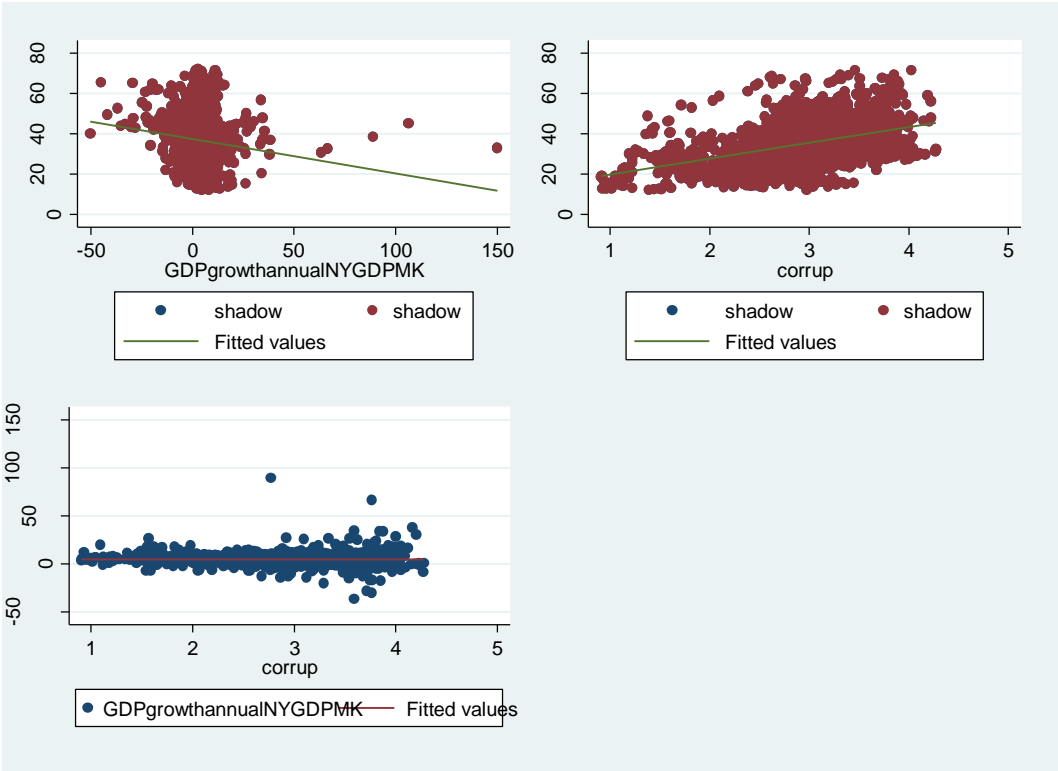 80
60
40
20
0
-50 0 50 100 150
GDPgrowthannualNYGDPMK
shadow shadow
Fitted values
80
60
40
20
0
1 2 3 4 5
corrup
shadow shadow
Fitted values
150
100
50
0
-50
1 2 3 4 5
corrup
GDPgrowthannualNYGDPMK Fitted values